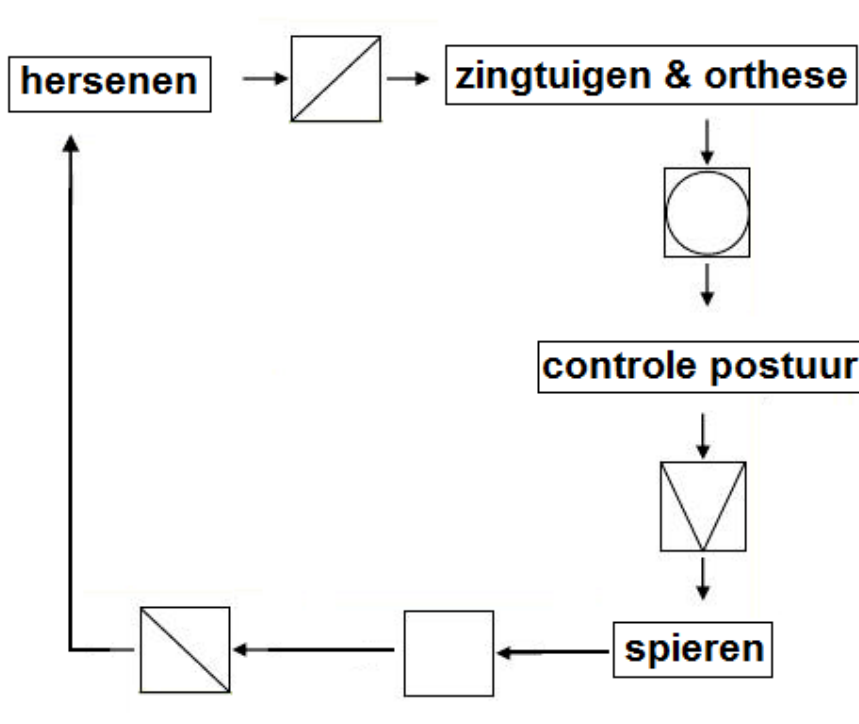 hersenen
zingtuigen & orthese
controle postuur
spieren